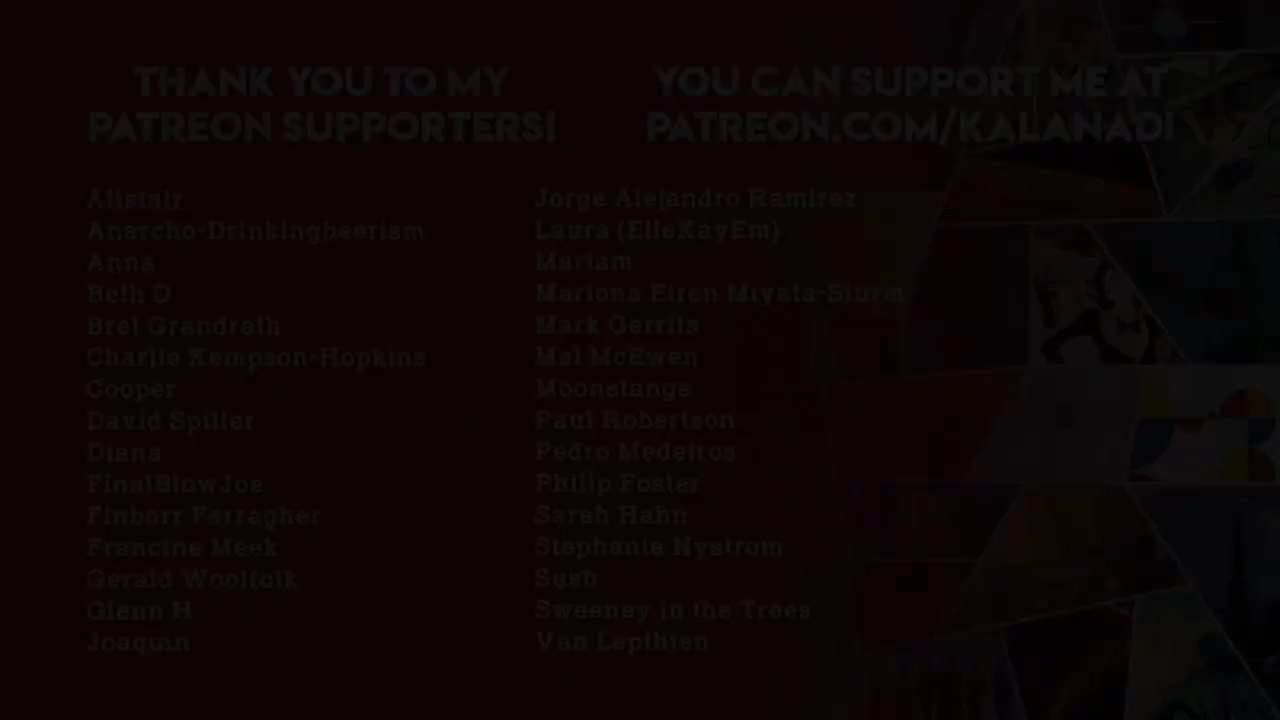 THANK YOU TO MY
PATREON SUPPORTERS!
YOU CAN SUPPORT ME AT
PATREON.COM/KALANADI
Alistair
Anarcho-Drinkingbeerism
Anna
Beth D
Bret Grandrath
Charlie Kempson-Hopkins
Cooper
David Spiller
Diana
FinalBlowJoe
Finbarr Farragher
Francine Meek
Gerald Woolfolk
Glenn H
Joaquin
Jorge Alejandro Ramirez
Laura (ElleKayEm)
Mariam
Mariona Eiren Miyata-Sturm
Mark Gerrits
Mel McEwen
Moonstange
Paul Robertson
Pedro Medeiros
Philip Foster
Sarah Hahn
Stephanie Nystrom
Sush
Sweeney in the Trees
Van Lepthien